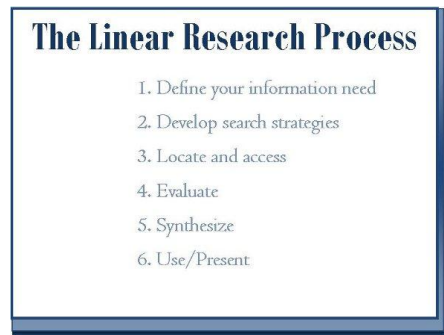 The Linear Research Process
1. Define your information need
2. Develop search strategies
3. Locate and access
4. Evaluate
5. Synthesize
6. Use/Present